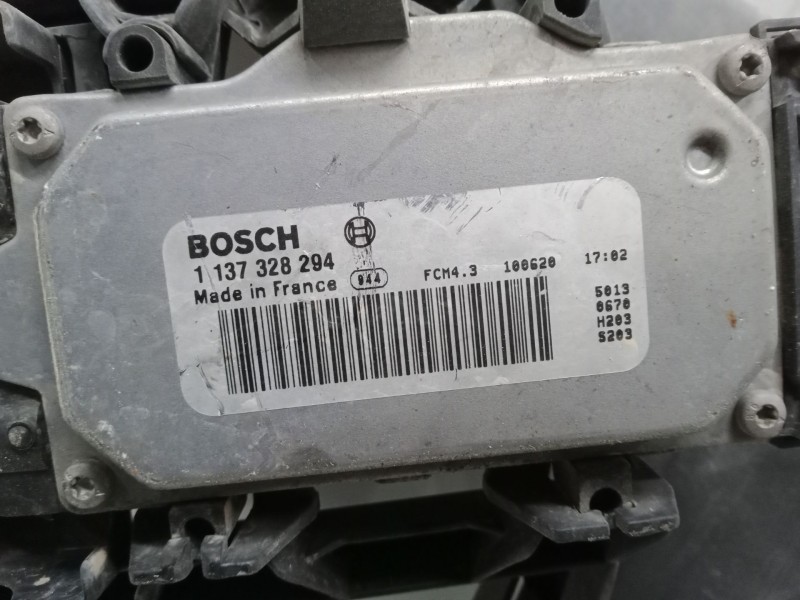 BOSCH
1 137 328 294
Made in France 944 FCM4.3 100620 17:02
5013
0670
H203
S203